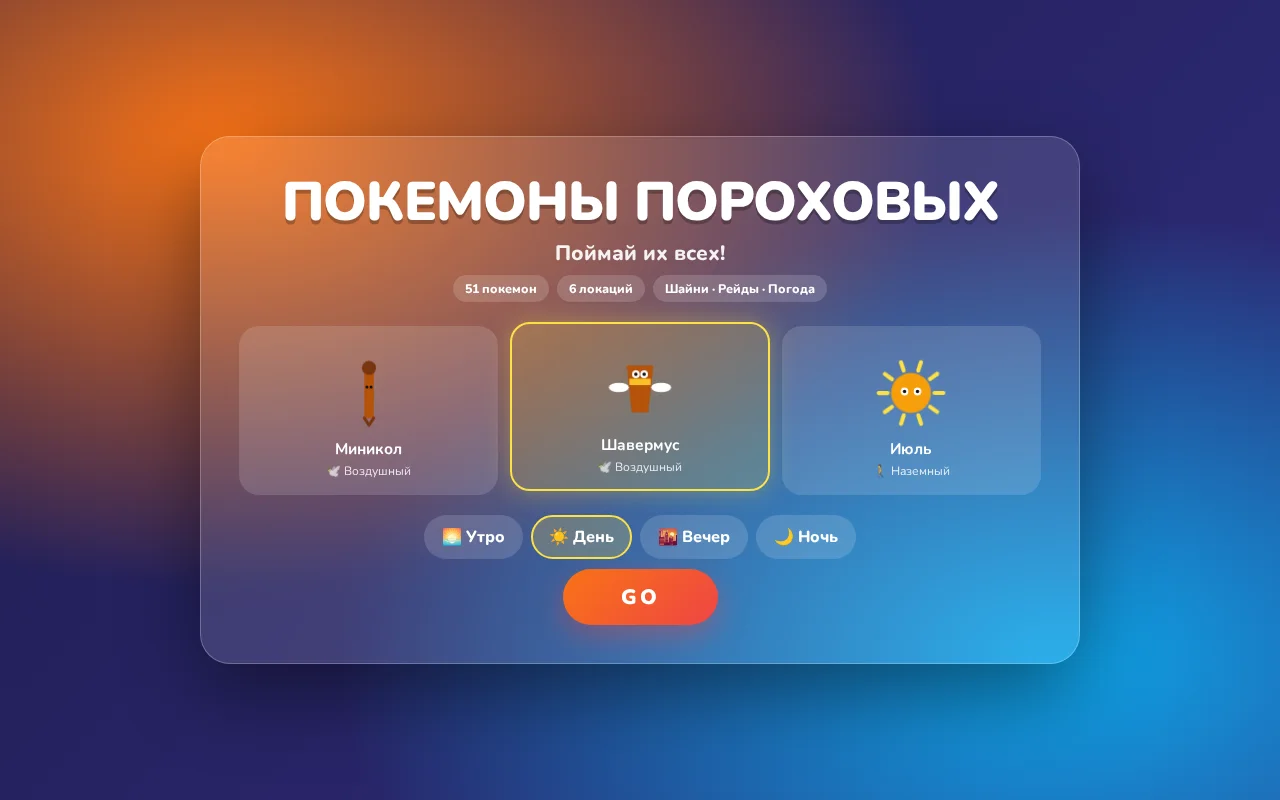 ПОКЕМОНЫ ПОРОХОВЫХ
Поймай их всех!
51 покемон
6 локаций
Шайни · Рейды · Погода
Миникол
🕊️ Воздушный
Шавермус
🕊️ Воздушный
Июль
🚶 Наземный
🌅 Утро
☀️ День
🌇 Вечер
🌙 Ночь
GO